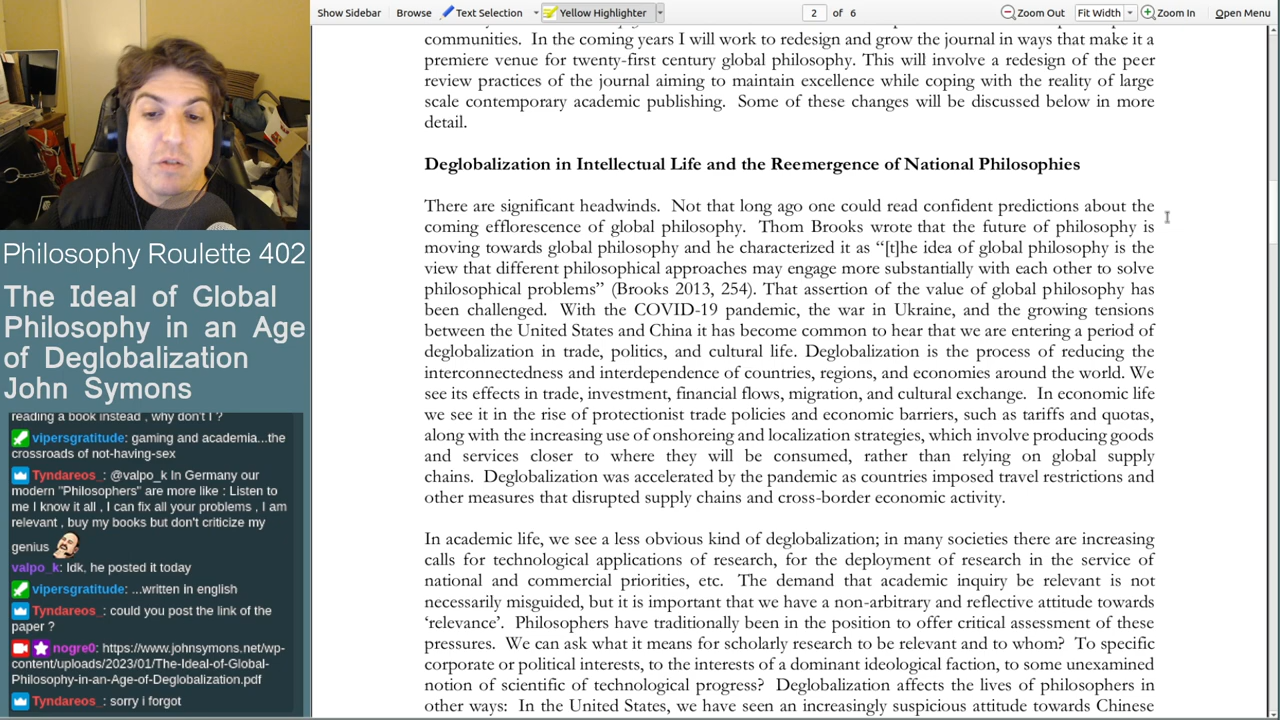 Show Sidebar Browse Text Selection Yellow Highlighter 2 of 6 Zoom Out Fit Width Zoom In Open Menu
communities. In the coming years I will work to redesign and grow the journal in ways that make it a
premiere venue for twenty-first century global philosophy. This will involve a redesign of the peer
review practices of the journal aiming to maintain excellence while coping with the reality of large
scale contemporary academic publishing. Some of these changes will be discussed below in more
detail.
Deglobalization in Intellectual Life and the Reemergence of National Philosophies
There are significant headwinds. Not that long ago one could read confident predictions about the
coming efflorescence of global philosophy. Thom Brooks wrote that the future of philosophy is
moving towards global philosophy and he characterized it as “[t]he idea of global philosophy is the
view that different philosophical approaches may engage more substantially with each other to solve
philosophical problems” (Brooks 2013, 254). That assertion of the value of global philosophy has
been challenged. With the COVID-19 pandemic, the war in Ukraine, and the growing tensions
between the United States and China it has become common to hear that we are entering a period of
deglobalization in trade, politics, and cultural life. Deglobalization is the process of reducing the
interconnectedness and interdependence of countries, regions, and economies around the world. We
see its effects in trade, investment, financial flows, migration, and cultural exchange. In economic life
we see it in the rise of protectionist trade policies and economic barriers, such as tariffs and quotas,
along with the increasing use of onshoreing and localization strategies, which involve producing goods
and services closer to where they will be consumed, rather than relying on global supply
chains. Deglobalization was accelerated by the pandemic as countries imposed travel restrictions and
other measures that disrupted supply chains and cross-border economic activity.
In academic life, we see a less obvious kind of deglobalization; in many societies there are increasing
calls for technological applications of research, for the deployment of research in the service of
national and commercial priorities, etc. The demand that academic inquiry be relevant is not
necessarily misguided, but it is important that we have a non-arbitrary and reflective attitude towards
‘relevance’. Philosophers have traditionally been in the position to offer critical assessment of these
pressures. We can ask what it means for scholarly research to be relevant and to whom? To specific
corporate or political interests, to the interests of a dominant ideological faction, to some unexamined
notion of scientific of technological progress? Deglobalization affects the lives of philosophers in
other ways: In the United States, we have seen an increasingly suspicious attitude towards Chinese
Philosophy Roulette 402
The Ideal of Global
Philosophy in an Age
of Deglobalization
John Symons
reading a book instead , why don't I ?
vipersgratitude: gaming and academia...the
crossroads of not-having-sex
Tyndareos_: @valpo_k In Germany our
modern "Philosophers" are more like : Listen to
me I know it all , I can fix all your problems , I am
relevant , buy my books but don't criticize my
genius
valpo_k: Idk, he posted it today
vipersgratitude: ...written in english
Tyndareos_: could you post the link of the
paper ?
nogre0: https://www.johnsymons.net/wp-
content/uploads/2023/01/The-Ideal-of-Global-
Philosophy-in-an-Age-of-Deglobalization.pdf
Tyndareos_: sorry i forgot